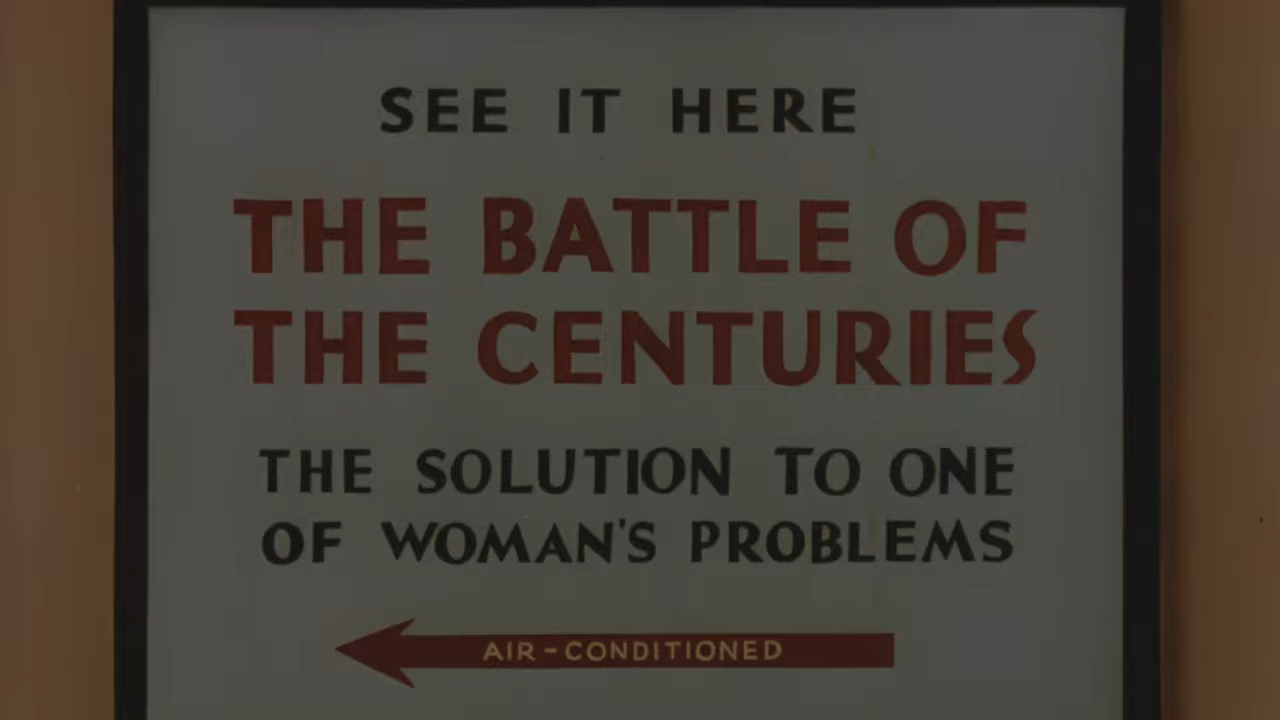 SEE IT HERE
THE BATTLE OF
THE CENTURIES
THE SOLUTION TO ONE
OF WOMAN'S PROBLEMS
AIR-CONDITIONED